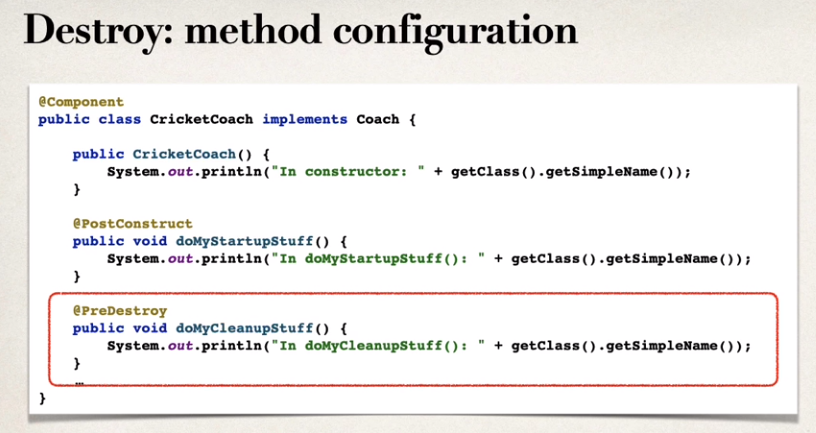 Destroy: method configuration
@Component
public class CricketCoach implements Coach {
public CricketCoach() {
System.out.println("In constructor: " + getClass().getSimpleName());
}
@PostConstruct
public void doMyStartupStuff() {
System.out.println("In doMyStartupStuff(): " + getClass().getSimpleName());
}
@PreDestroy
public void doMyCleanupStuff() {
System.out.println("In doMyCleanupStuff(): " + getClass().getSimpleName());
}
…
}